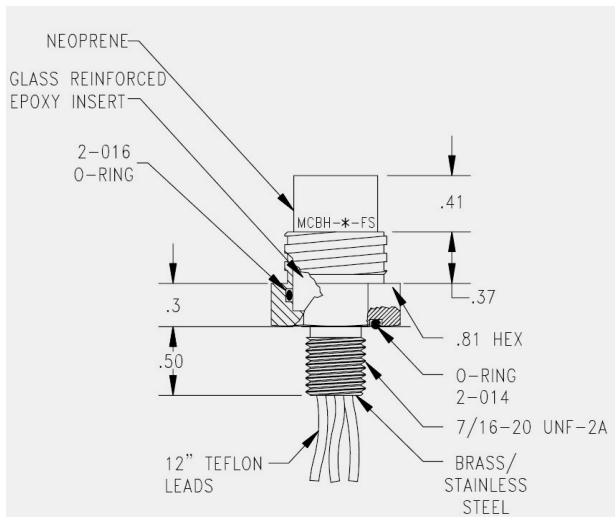 NEOPRENE
GLASS REINFORCED
EPOXY INSERT
2-016
O-RING
MCBH-*-FS
.41
.37
.3
.50
.81 HEX
O-RING
2-014
7/16-20 UNF-2A
12" TEFLON
LEADS
BRASS/
STAINLESS
STEEL